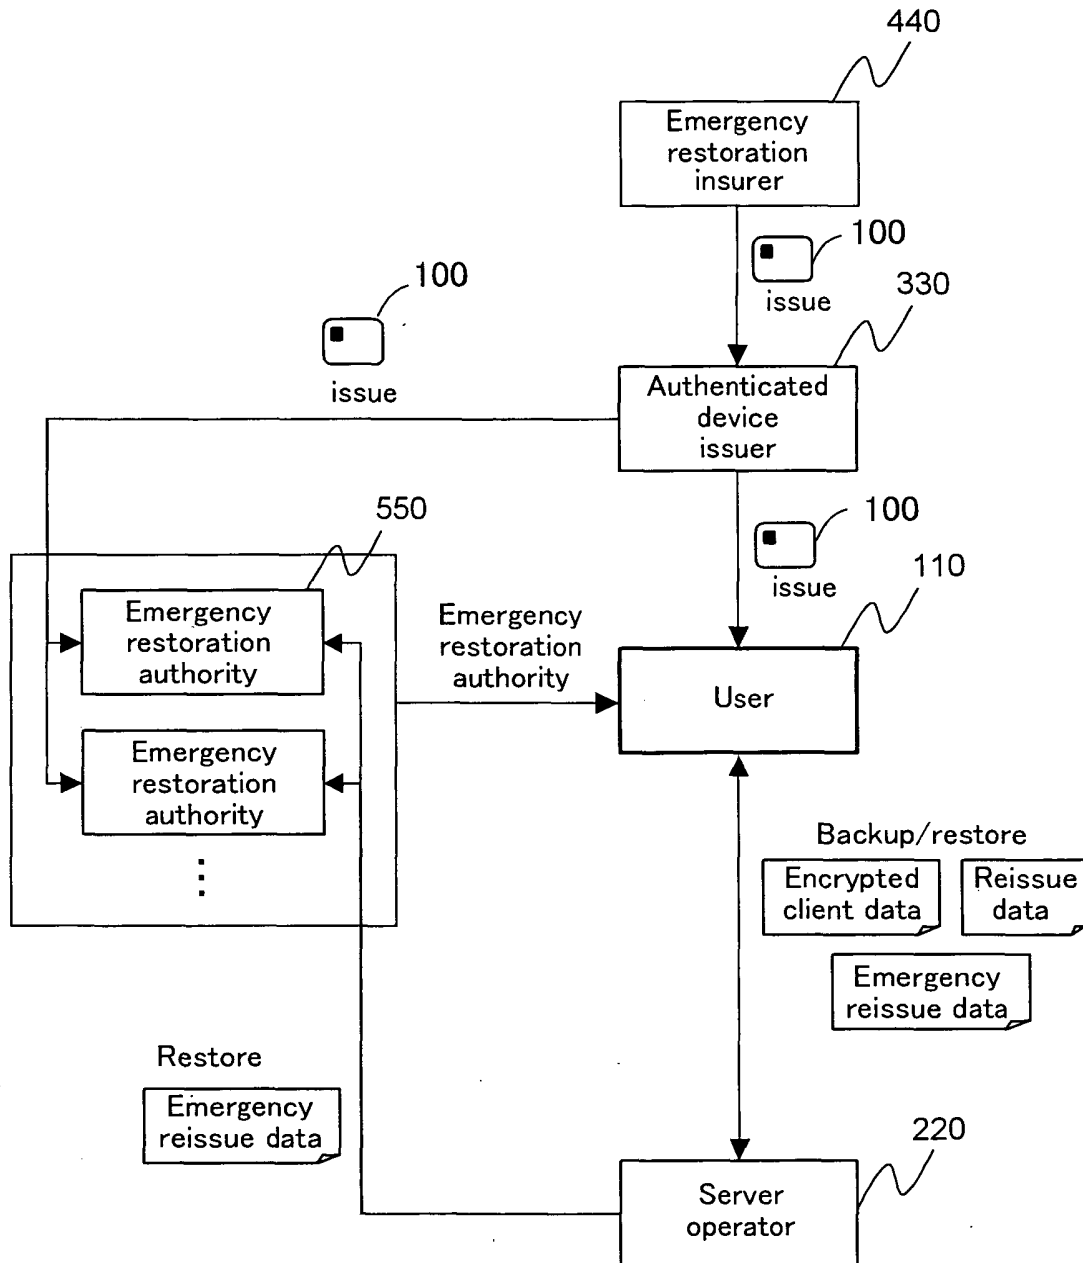 440
Emergency
restoration
insurer
100
issue
330
100
issue
Authenticated
device
issuer
100
issue
550
110
Emergency
restoration
authority
Emergency
restoration
authority
User
Emergency
restoration
authority
Backup/restore
Encrypted
client data
Reissue
data
Emergency
reissue data
Restore
Emergency
reissue data
220
Server
operator